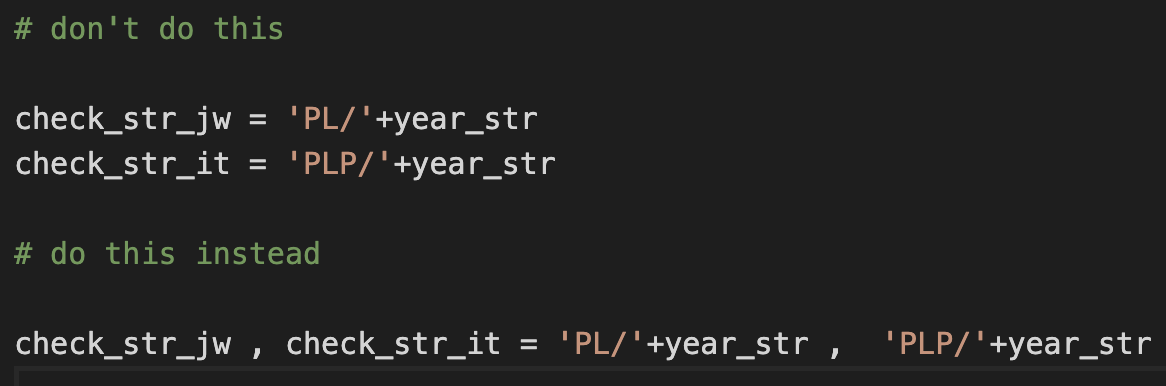 # don't do this
check_str_jw = 'PL/'+year_str
check_str_it = 'PLP/'+year_str
# do this instead
check_str_jw , check_str_it = 'PL/'+year_str ,  'PLP/'+year_str